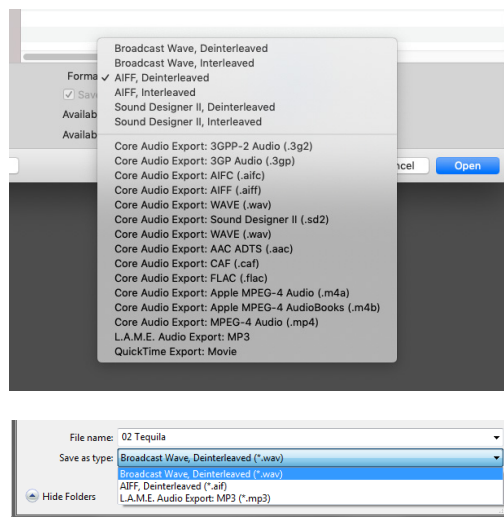 Broadcast Wave, Deinterleaved
Broadcast Wave, Interleaved
Forma ✓ AIFF, Deinterleaved
AIFF, Interleaved
Save
Sound Designer II, Deinterleaved
Availab
Sound Designer II, Interleaved
Availab
Core Audio Export: 3GPP-2 Audio (.3g2)
Core Audio Export: 3GP Audio (.3gp)
Core Audio Export: AIFC (.aifc)
ncel
Open
Core Audio Export: AIFF (.aiff)
Core Audio Export: WAVE (.wav)
Core Audio Export: Sound Designer II (.sd2)
Core Audio Export: WAVE (.wav)
Core Audio Export: AAC ADTS (.aac)
Core Audio Export: CAF (.caf)
Core Audio Export: FLAC (.flac)
Core Audio Export: Apple MPEG-4 Audio (.m4a)
Core Audio Export: Apple MPEG-4 AudioBooks (.m4b)
Core Audio Export: MPEG-4 Audio (.mp4)
L.A.M.E. Audio Export: MP3
QuickTime Export: Movie
File name: 02 Tequila
Save as type: Broadcast Wave, Deinterleaved (*.wav)
Broadcast Wave, Deinterleaved (*.wav)
AIFF, Deinterleaved (*.aif)
Hide Folders
L.A.M.E. Audio Export: MP3 (*.mp3)